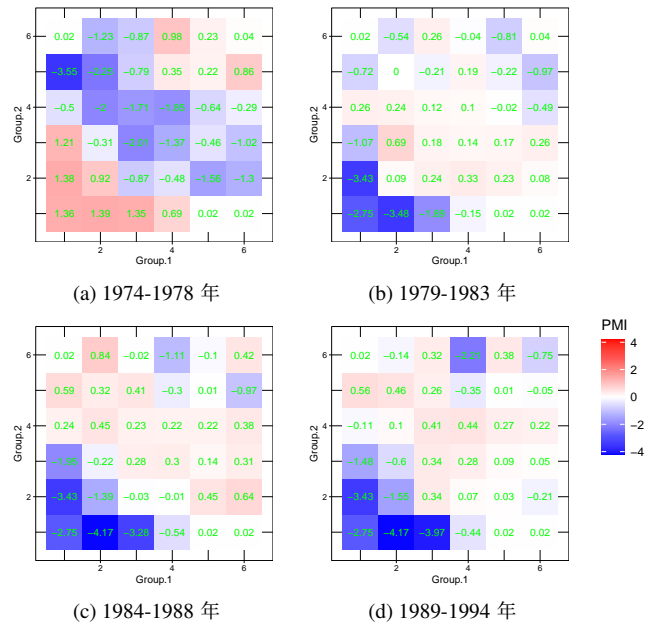 6 0.02 −1.23 −0.87 0.98 0.23 0.04
−3.55 −0.79 0.35 0.22 0.86
4 −0.5 −2 −1.71 −0.64 −0.29
Group.2
1.21 −0.31 −1.37 −0.46 −1.02
2 1.38 0.92 −0.87 −0.48 −1.56 −1.3
1.36 1.39 1.35 0.69 0.02 0.02
2 4 6
Group.1
(a) 1974-1978 年
6 0.02 −0.54 0.26 −0.04 −0.81 0.04
−0.72 0 −0.21 0.19 −0.22 −0.97
4 0.26 0.24 0.12 0.1 −0.02 −0.49
Group.2
−1.07 0.69 0.18 0.14 0.17 0.26
2 −3.43 0.09 0.24 0.33 0.23 0.08
−2.75 −3.48 −0.15 0.02 0.02
2 4 6
Group.1
(b) 1979-1983 年
6 0.02 0.84 −0.02 −1.11 −0.1 0.42
0.59 0.32 0.41 −0.3 0.01 −0.97
4 0.24 0.45 0.23 0.22 0.22 0.38
Group.2
−0.22 0.28 0.3 0.14 0.31
2 −3.43 −1.39 −0.03 −0.01 0.45 0.64
−2.75 −4.17 −3.28 −0.54 0.02 0.02
2 4 6
Group.1
(c) 1984-1988 年
6 0.02 −0.14 0.32 −2.21 0.38 −0.75
0.56 0.46 0.26 −0.35 0.01 −0.05
4 −0.11 0.1 0.41 0.44 0.27 0.22
Group.2
−1.46 −0.6 0.34 0.28 0.09 0.05
2 −3.43 −1.55 0.34 0.07 0.03 −0.21
−2.75 −4.17 −3.97 −0.44 0.02 0.02
2 4 6
Group.1
(d) 1989-1994 年
PMI
4
2
0
−2
−4